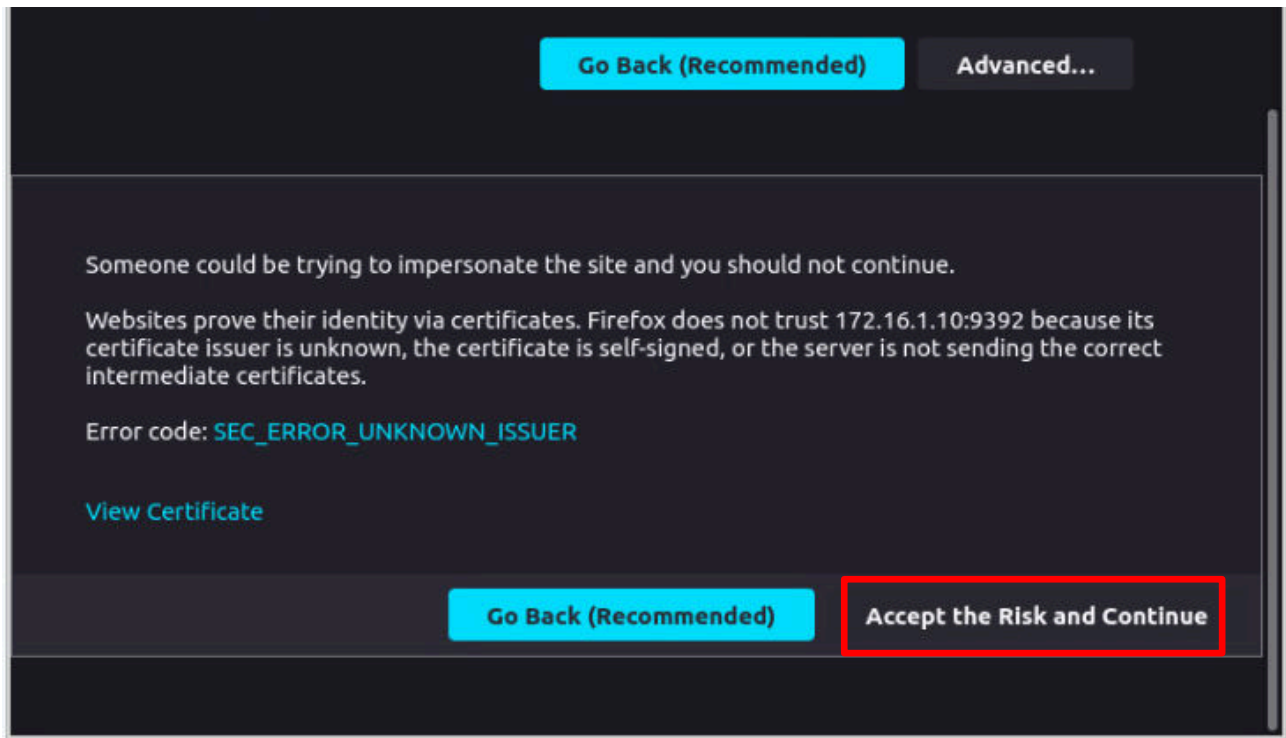 Go Back (Recommended)
Advanced...
Someone could be trying to impersonate the site and you should not continue.
Websites prove their identity via certificates. Firefox does not trust 172.16.1.10:9392 because its
certificate issuer is unknown, the certificate is self-signed, or the server is not sending the correct
intermediate certificates.
Error code: SEC_ERROR_UNKNOWN_ISSUER
View Certificate
Go Back (Recommended)
Accept the Risk and Continue